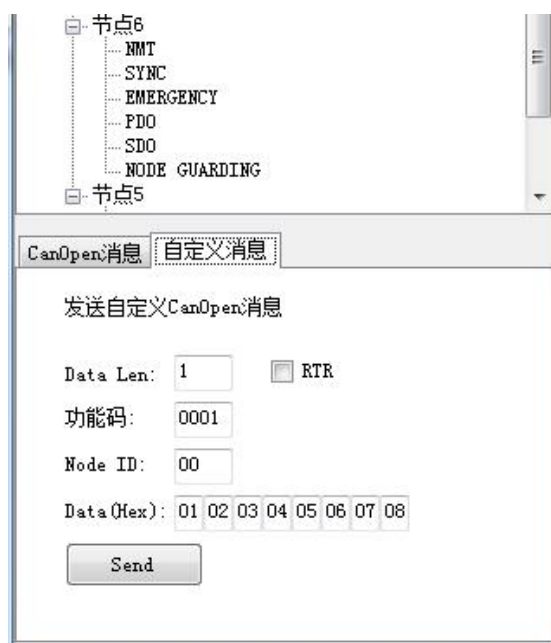 节点6
NMT
SYNC
EMERGENCY
PDO
SDO
NODE GUARDING
节点5
CanOpen消息 自定义消息
发送自定义CanOpen消息
Data Len: 1 RTR
功能码: 0001
Node ID: 00
Data(Hex): 01 02 03 04 05 06 07 08
Send